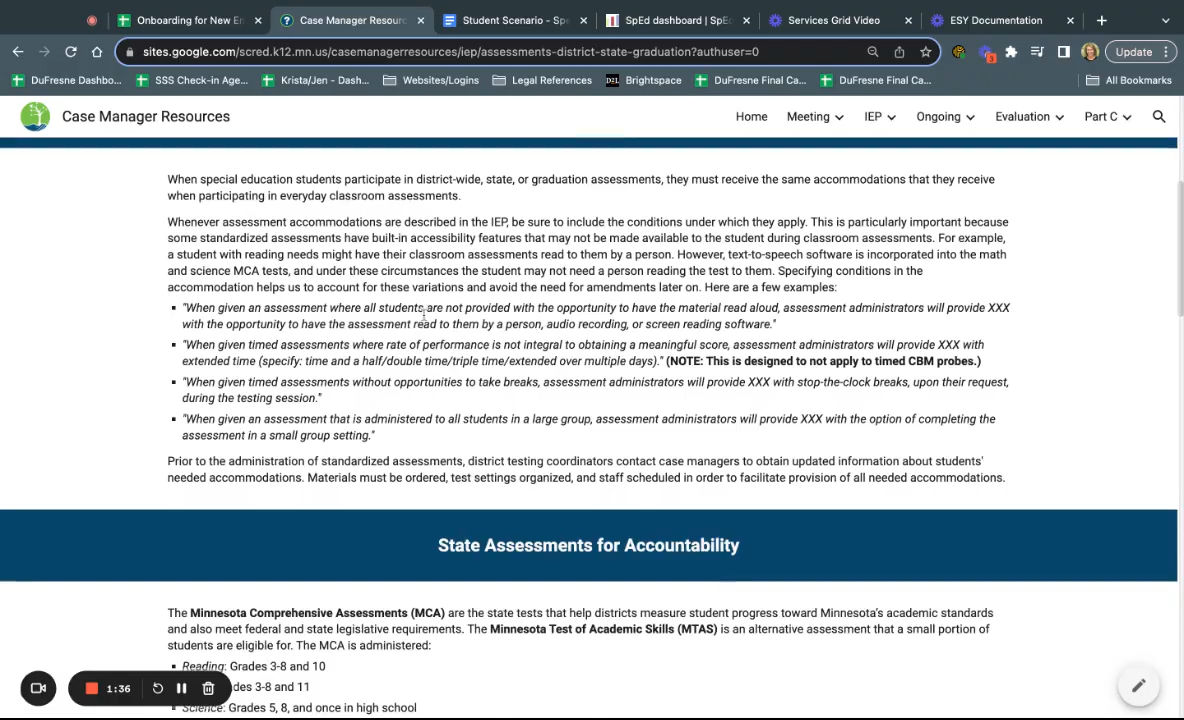 Onboarding for New En
Case Manager Resourc
Student Scenario - Spe
SpEd dashboard | SpEd
Services Grid Video
ESY Documentation
sites.google.com/scred.k12.mn.us/casemanagerresources/iep/assessments-district-state-graduation?authuser=0
3
Update
DuFresne Dashbo...
SSS Check-in Age...
Krista/Jen - Dash...
Websites/Logins
Legal References
D2L
Brightspace
DuFresne Final Ca...
DuFresne Final Ca...
All Bookmarks
Case Manager Resources
Home
Meeting
IEP
Ongoing
Evaluation
Part C
When special education students participate in district-wide, state, or graduation assessments, they must receive the same accommodations that they receive
when participating in everyday classroom assessments.
Whenever assessment accommodations are described in the IEP, be sure to include the conditions under which they apply. This is particularly important because
some standardized assessments have built-in accessibility features that may not be made available to the student during classroom assessments. For example,
a student with reading needs might have their classroom assessments read to them by a person. However, text-to-speech software is incorporated into the math
and science MCA tests, and under these circumstances the student may not need a person reading the test to them. Specifying conditions in the
accommodation helps us to account for these variations and avoid the need for amendments later on. Here are a few examples:
▪ "When given an assessment where all students are not provided with the opportunity to have the material read aloud, assessment administrators will provide XXX
with the opportunity to have the assessment read to them by a person, audio recording, or screen reading software."
▪ "When given timed assessments where rate of performance is not integral to obtaining a meaningful score, assessment administrators will provide XXX with
extended time (specify: time and a half/double time/triple time/extended over multiple days)." (NOTE: This is designed to not apply to timed CBM probes.)
▪ "When given timed assessments without opportunities to take breaks, assessment administrators will provide XXX with stop-the-clock breaks, upon their request,
during the testing session."
▪ "When given an assessment that is administered to all students in a large group, assessment administrators will provide XXX with the option of completing the
assessment in a small group setting."
Prior to the administration of standardized assessments, district testing coordinators contact case managers to obtain updated information about students'
needed accommodations. Materials must be ordered, test settings organized, and staff scheduled in order to facilitate provision of all needed accommodations.
State Assessments for Accountability
The Minnesota Comprehensive Assessments (MCA) are the state tests that help districts measure student progress toward Minnesota's academic standards
and also meet federal and state legislative requirements. The Minnesota Test of Academic Skills (MTAS) is an alternative assessment that a small portion of
students are eligible for. The MCA is administered:
▪ Reading: Grades 3-8 and 10
des 3-8 and 11
▪ Science: Grades 5, 8, and once in high school
1:36